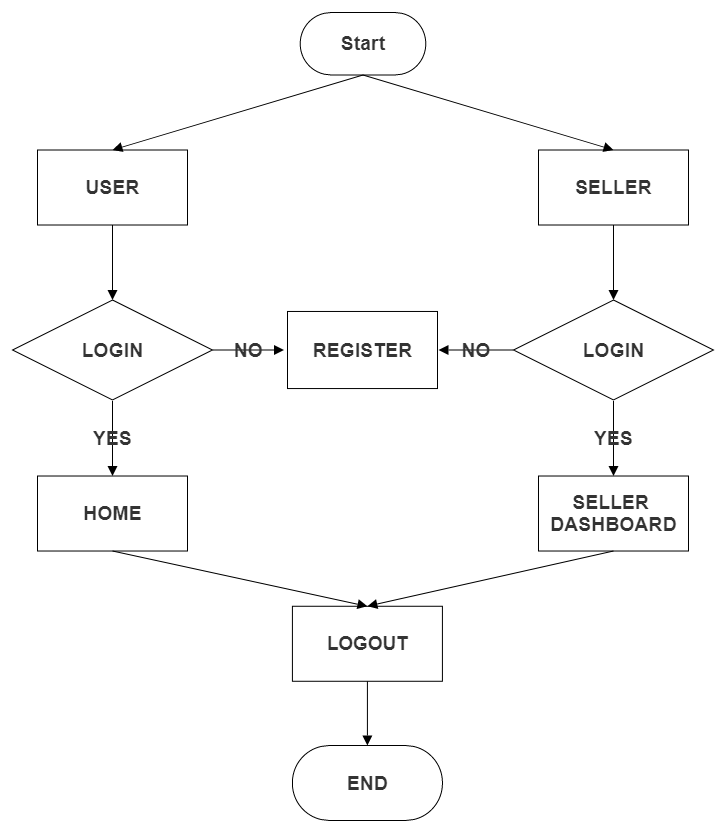 Start
USER
SELLER
LOGIN
NO
REGISTER
NO
LOGIN
YES
YES
HOME
SELLER
DASHBOARD
LOGOUT
END